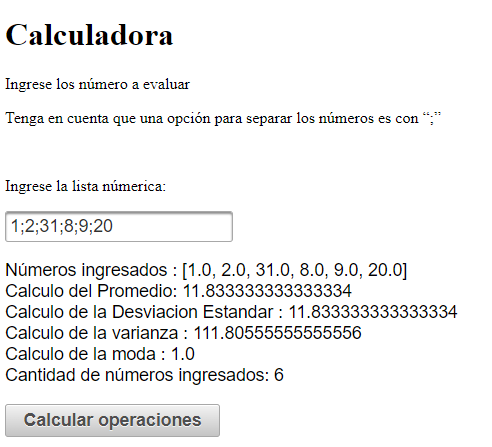 Calculadora
Ingrese los número a evaluar
Tenga en cuenta que una opción para separar los números es con “;”
Ingrese la lista númerica:
1;2;31;8;9;20
Números ingresados : [1.0, 2.0, 31.0, 8.0, 9.0, 20.0]
Calculo del Promedio: 11.833333333333334
Calculo de la Desviacion Estandar : 11.833333333333334
Calculo de la varianza : 111.80555555555556
Calculo de la moda : 1.0
Cantidad de números ingresados: 6
Calcular operaciones